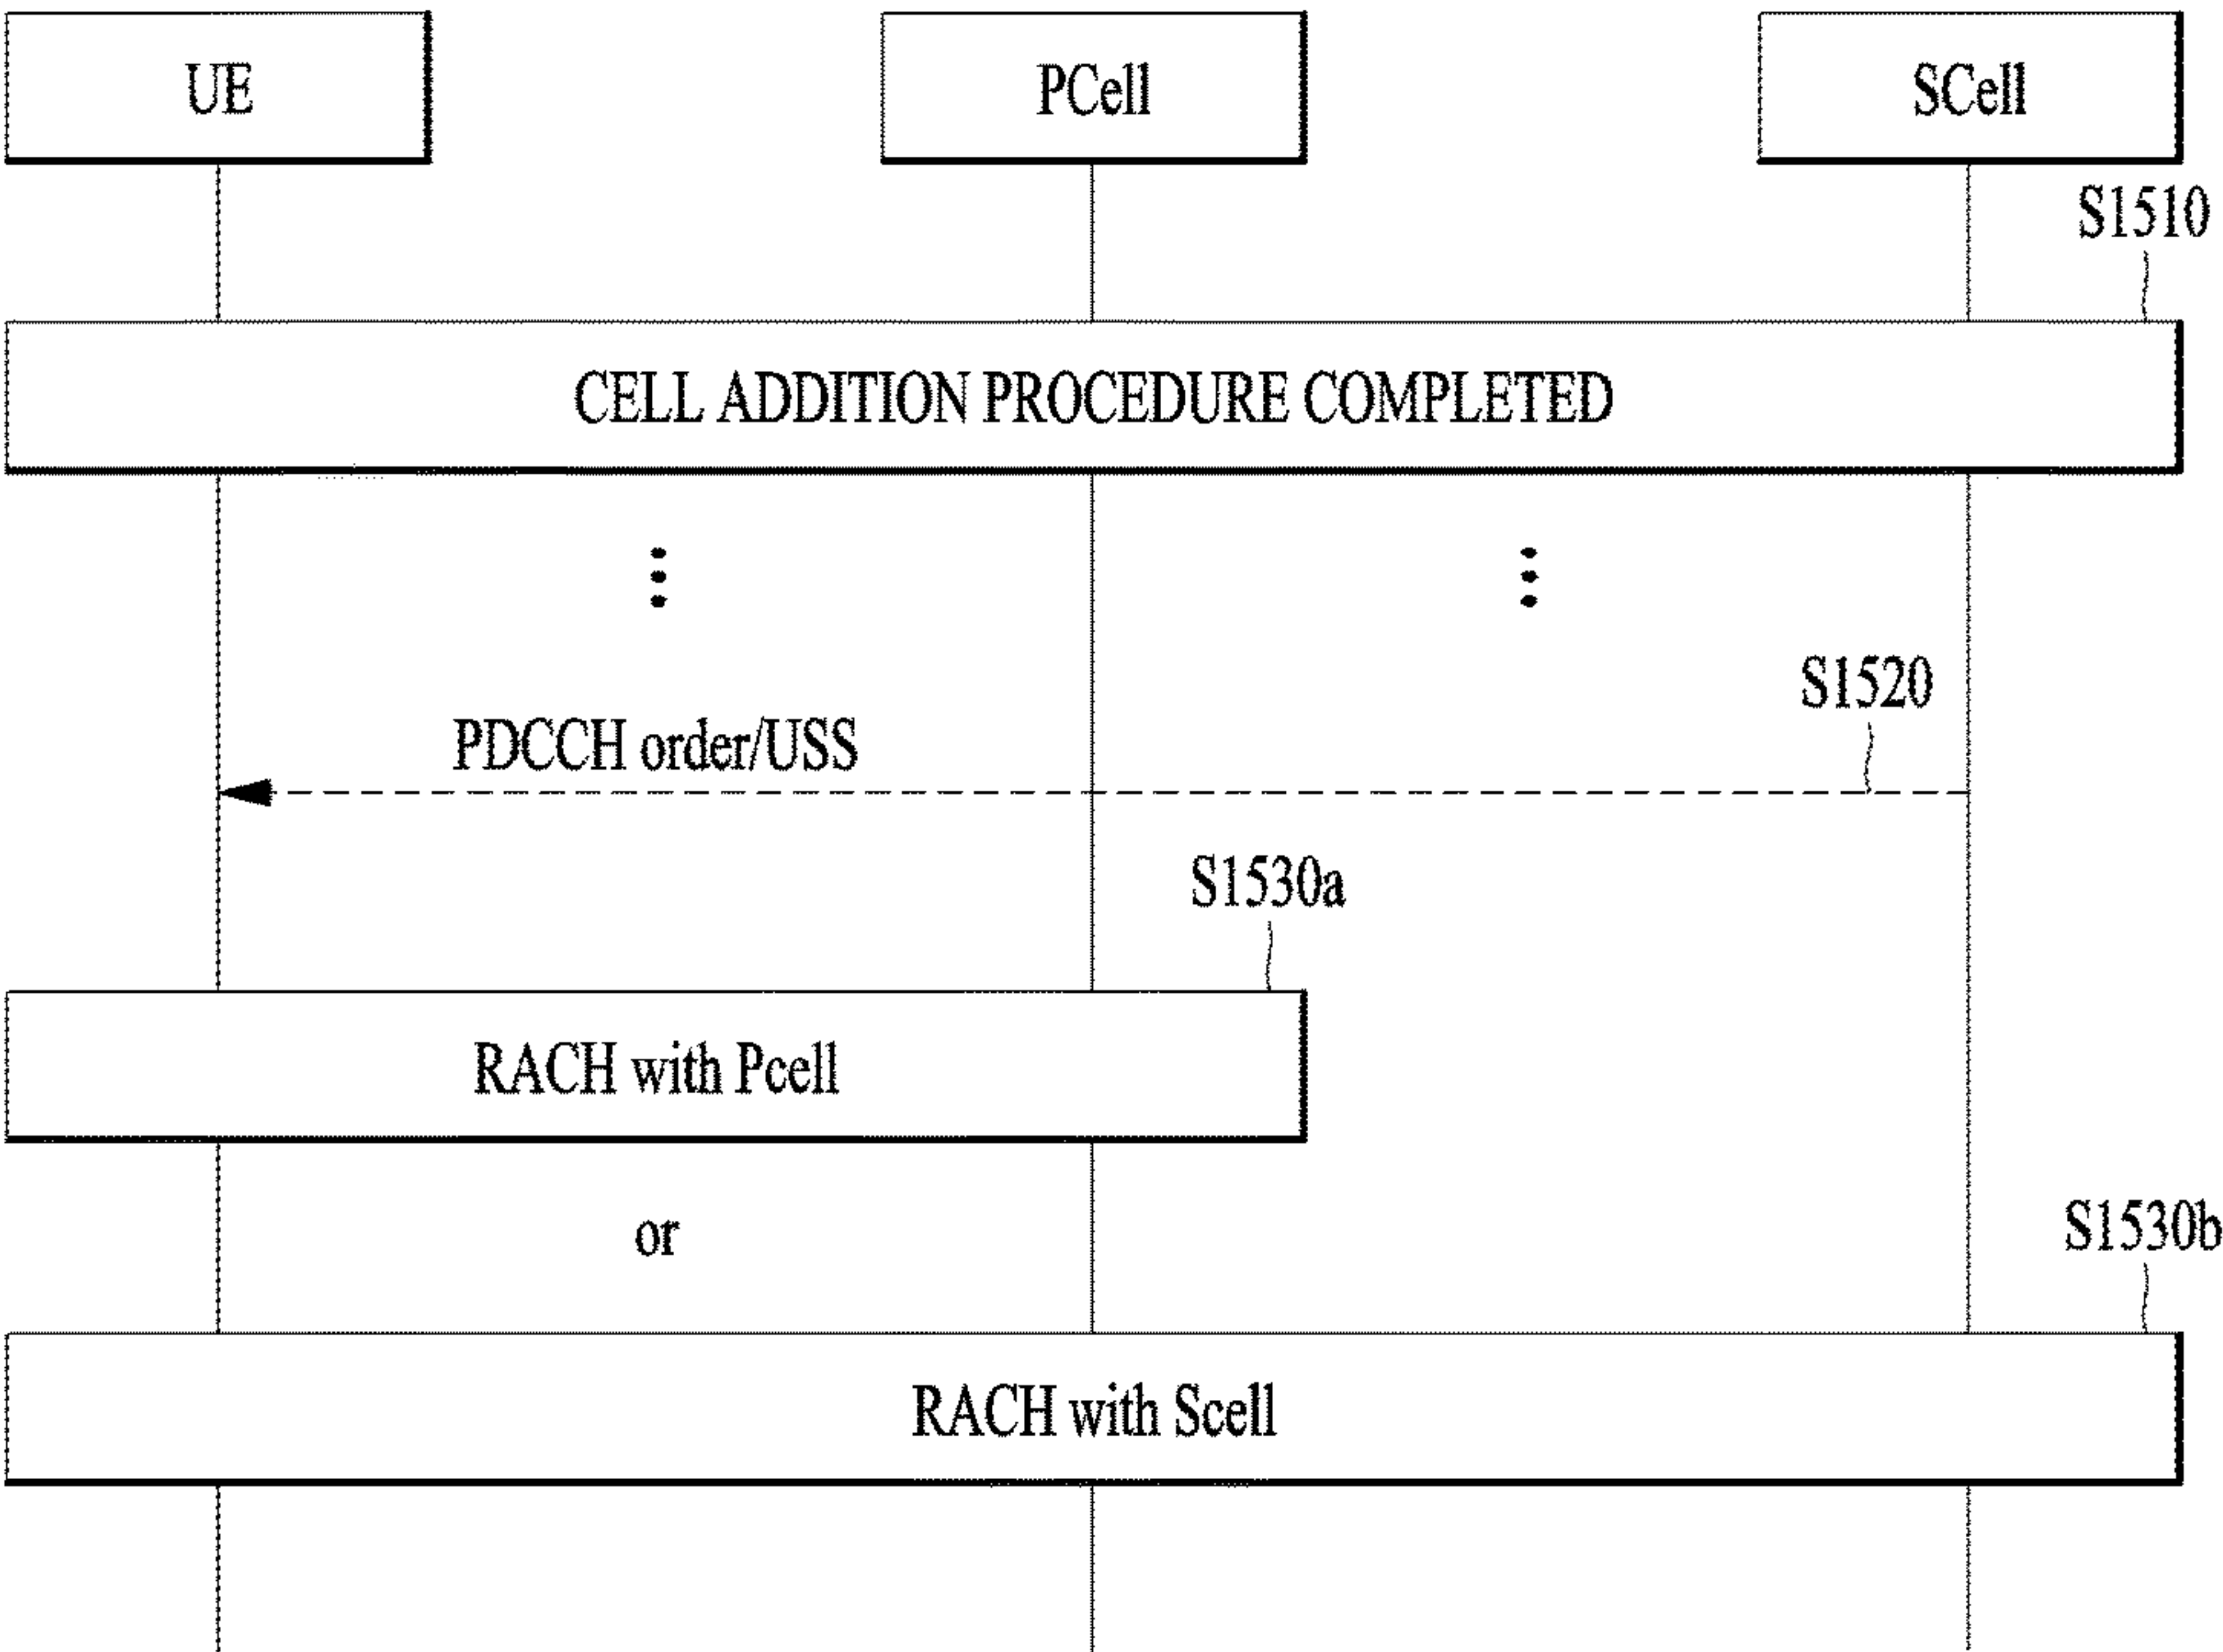 UE
PCell
SCell
S1510
CELL ADDITION PROCEDURE COMPLETED
S1520
PDCCH order/USS
S1530a
RACH with Pcell
or
S1530b
RACH with Scell